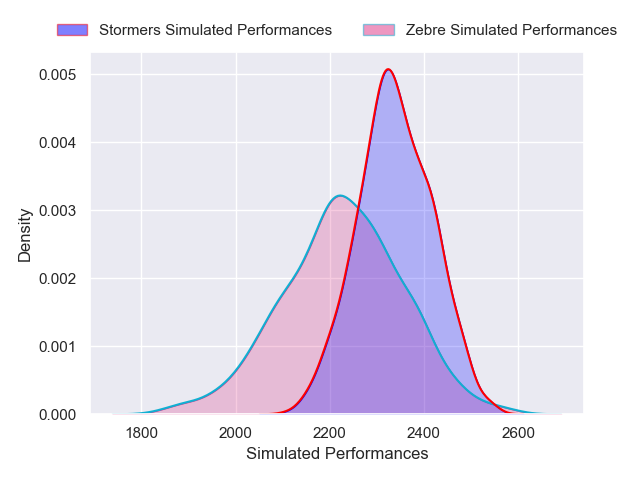 Stormers Simulated Performances Zebre Simulated Performances
0.005
0.004
0.003
0.002
0.001
0.000
Density
1800 2000 2200 2400 2600
Simulated Performances